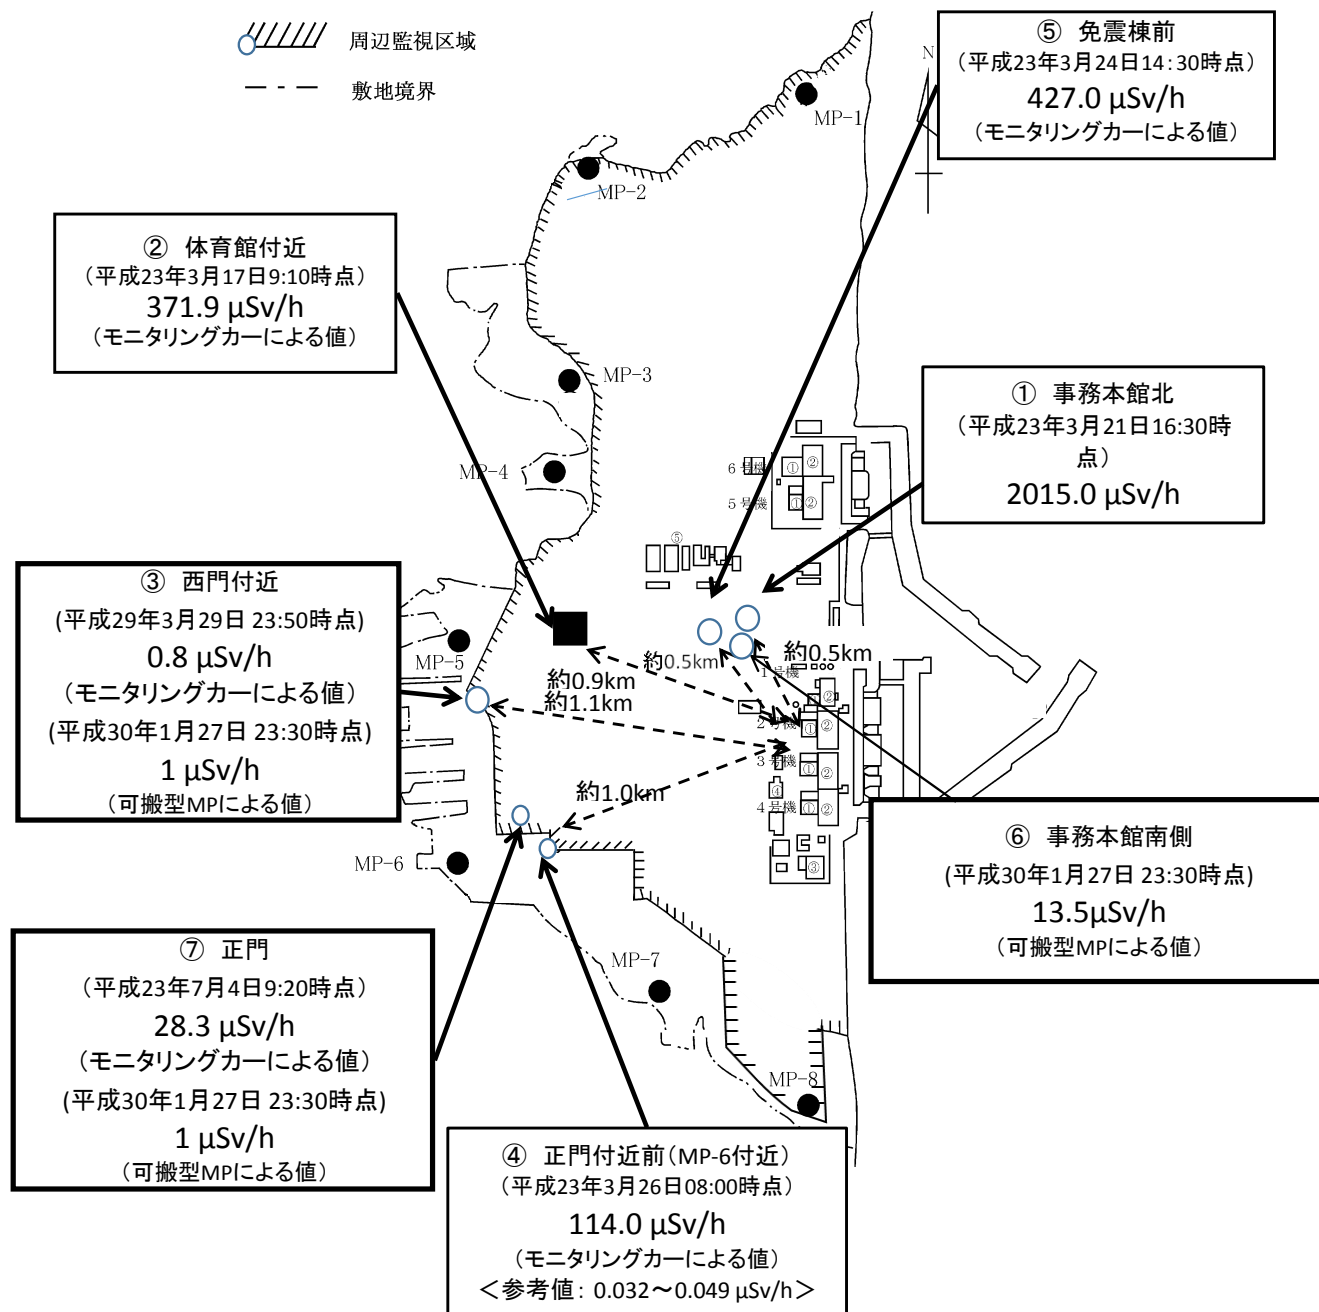 周辺監視区域
敷地境界
⑤ 免震棟前
（平成23年3月24日14：30時点）
427.0 μSv/h
（モニタリングカーによる値）
N
MP-1
MP-2
② 体育館付近
（平成23年3月17日9:10時点）
371.9 μSv/h
（モニタリングカーによる値）
MP-3
① 事務本館北
（平成23年3月21日16:30時
点）
2015.0 μSv/h
MP-4
6号機
①
②
5号機
①
②
⑤
③ 西門付近
(平成29年3月29日 23:50時点)
0.8 μSv/h
（モニタリングカーによる値）
(平成30年1月27日 23:30時点)
1 μSv/h
（可搬型MPによる値）
MP-5
約0.5km
約0.5km
約0.9km
約1.1km
1号機
②
2号機
①
②
3号機
①
②
④
4号機
①
②
③
約1.0km
MP-6
⑥ 事務本館南側
(平成30年1月27日 23:30時点)
13.5μSv/h
（可搬型MPによる値）
⑦ 正門
（平成23年7月4日9:20時点）
28.3 μSv/h
（モニタリングカーによる値）
(平成30年1月27日 23:30時点)
1 μSv/h
（可搬型MPによる値）
MP-7
MP-8
④ 正門付近前（MP-6付近）
（平成23年3月26日08:00時点）
114.0 μSv/h
（モニタリングカーによる値）
＜参考値：0.032～0.049 μSv/h＞